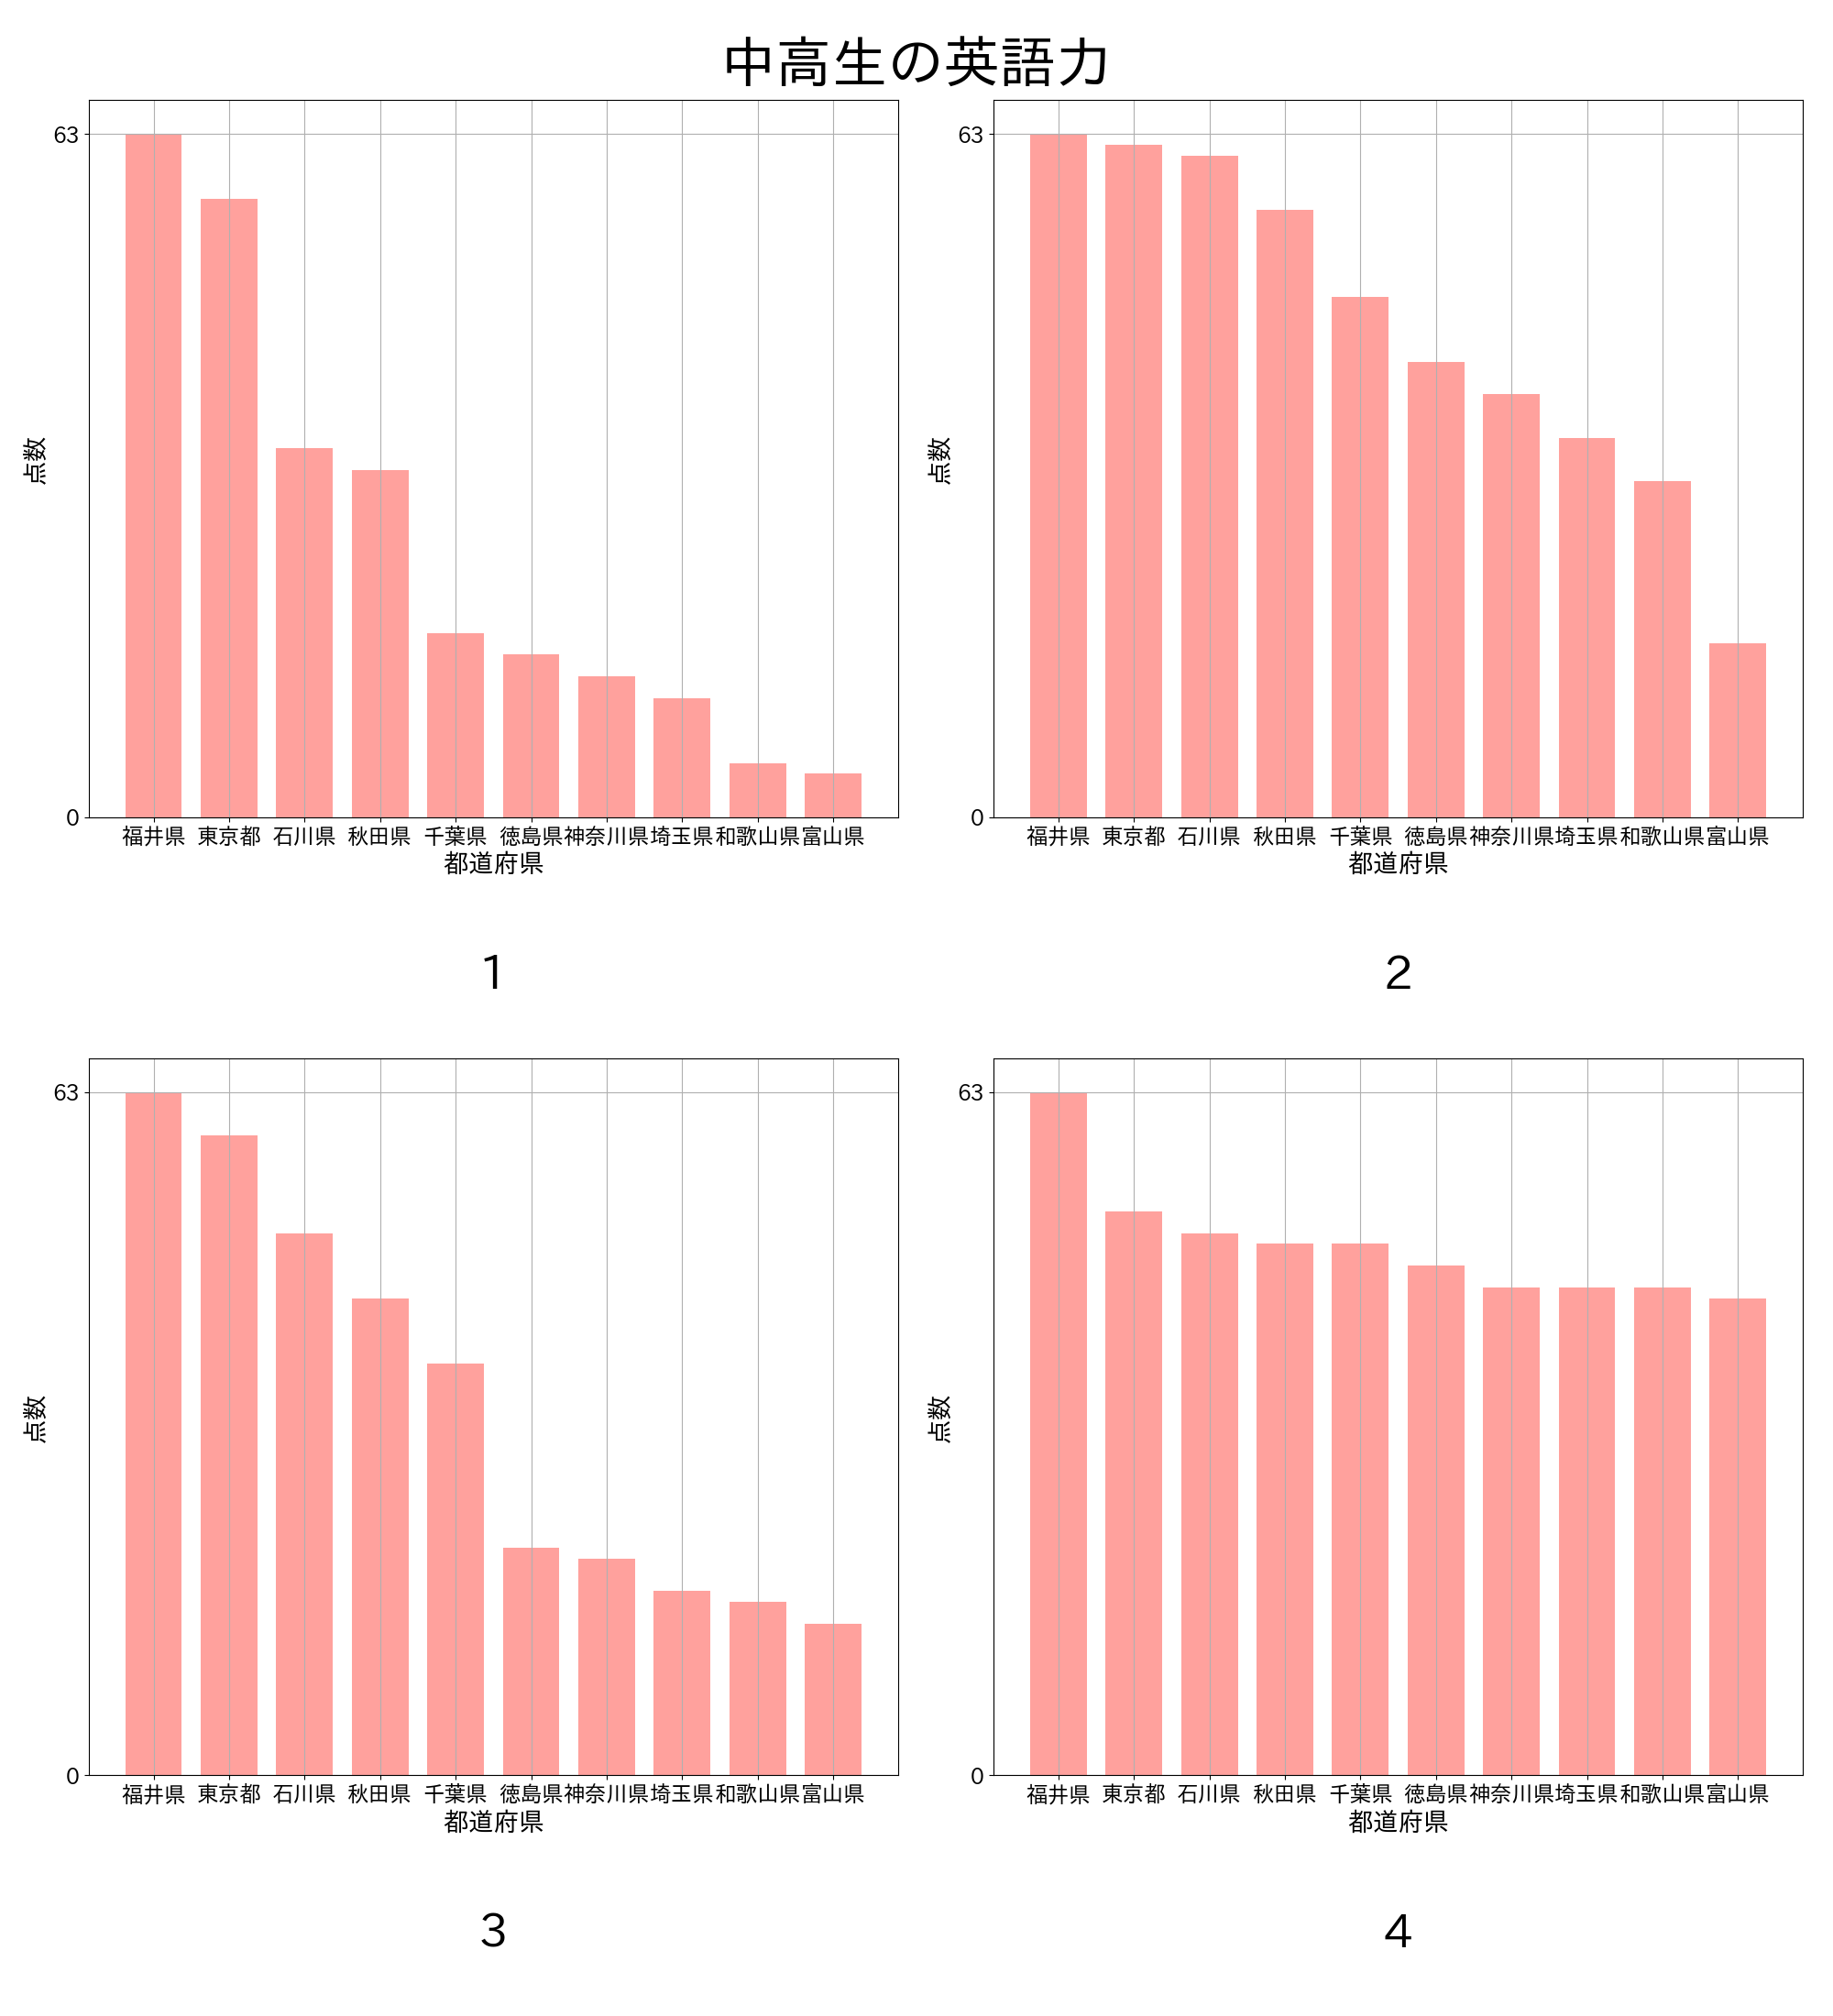 中高生の英語力
63
0
点数
福井県 東京都 石川県 秋田県 千葉県 徳島県 神奈川県 埼玉県 和歌山県 富山県
都道府県
1
63
0
点数
福井県 東京都 石川県 秋田県 千葉県 徳島県 神奈川県 埼玉県 和歌山県 富山県
都道府県
2
63
0
点数
福井県 東京都 石川県 秋田県 千葉県 徳島県 神奈川県 埼玉県 和歌山県 富山県
都道府県
3
63
0
点数
福井県 東京都 石川県 秋田県 千葉県 徳島県 神奈川県 埼玉県 和歌山県 富山県
都道府県
4